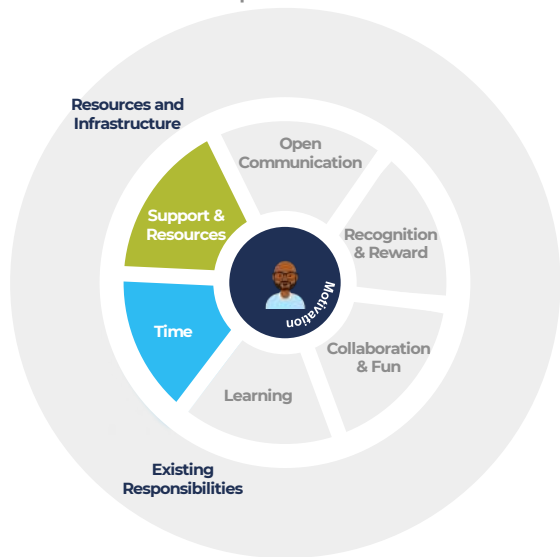 Resources and
Infrastructure
Open
Communication
Support &
Resources
Recognition
& Reward
Motivation
Time
Collaboration
& Fun
Learning
Existing
Responsibilities